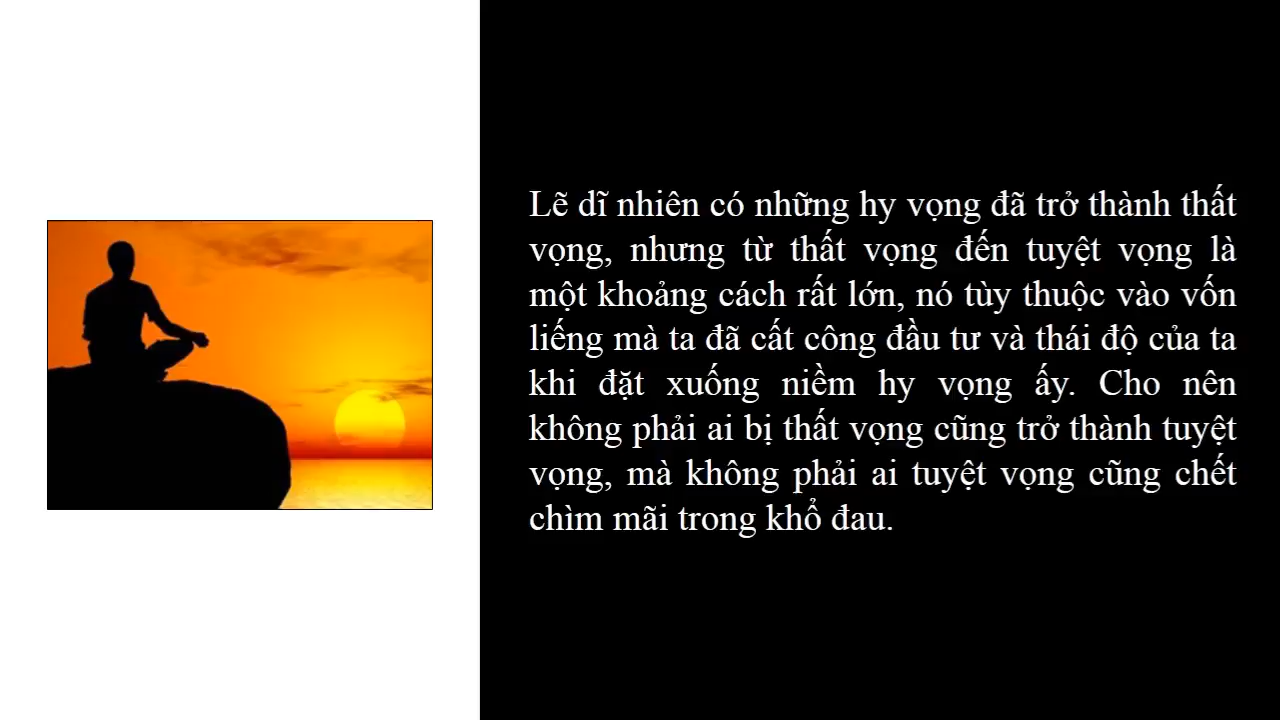 Lẽ dĩ nhiên có những hy vọng đã trở thành thất
vọng, nhưng từ thất vọng đến tuyệt vọng là
một khoảng cách rất lớn, nó tùy thuộc vào vốn
liếng mà ta đã cất công đầu tư và thái độ của ta
khi đặt xuống niềm hy vọng ấy. Cho nên
không phải ai bị thất vọng cũng trở thành tuyệt
vọng, mà không phải ai tuyệt vọng cũng chết
chìm mãi trong khổ đau.